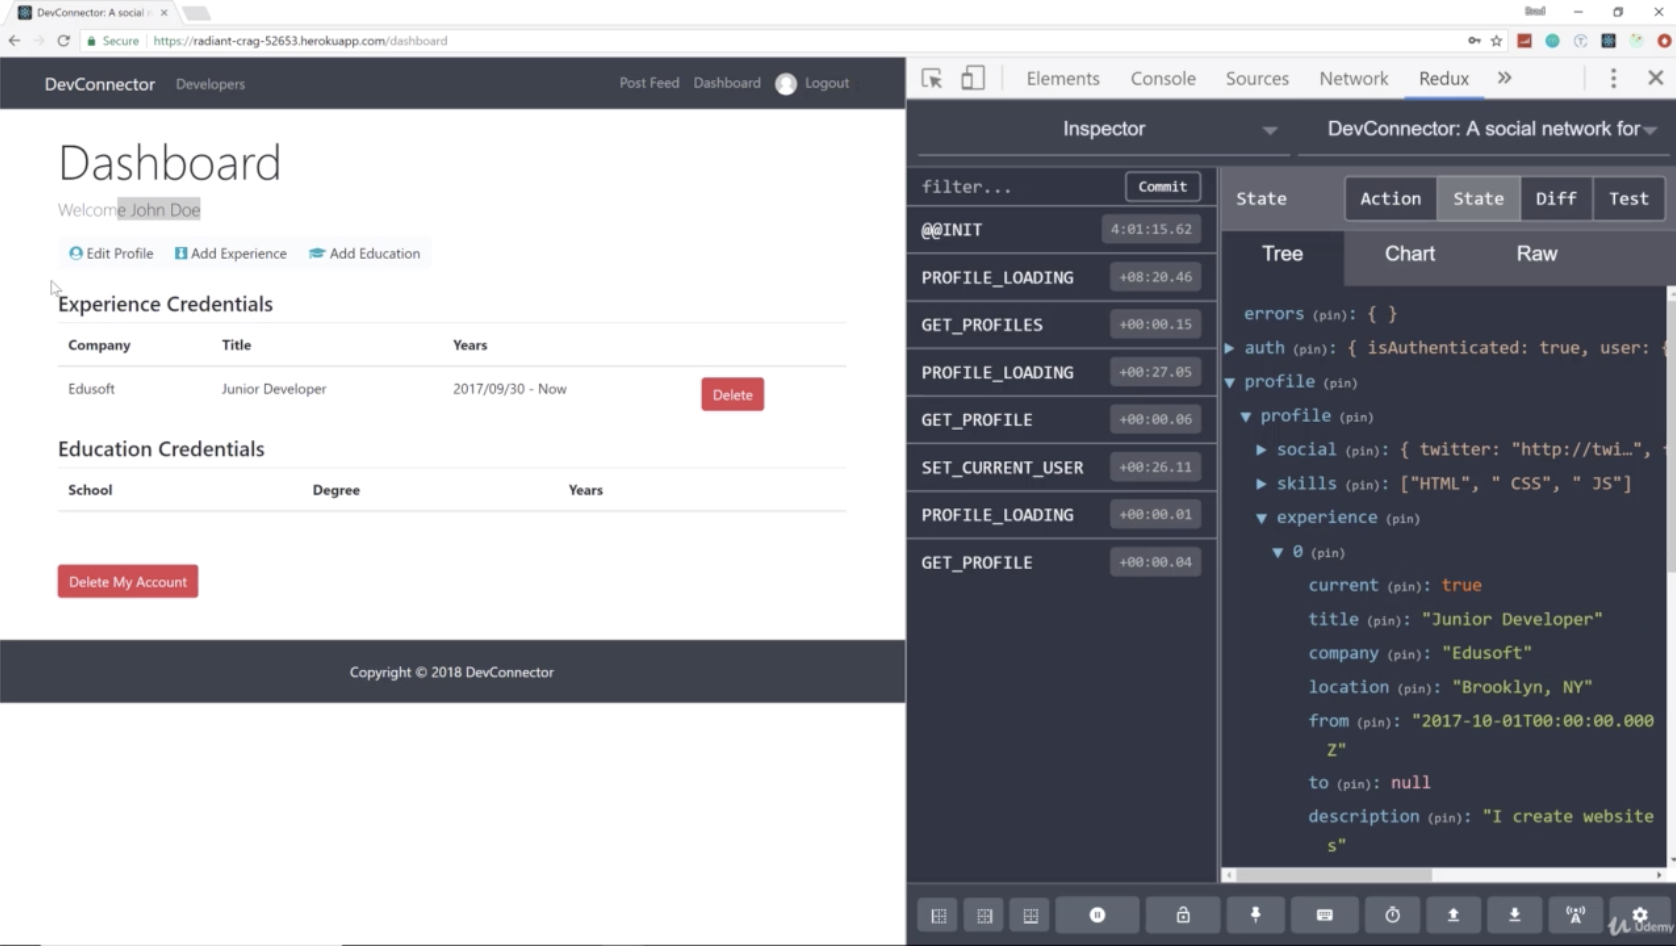 DevConnector: A social n
Secure https://radiant-crag-52653.herokuapp.com/dashboard
DevConnector Developers Post Feed Dashboard Logout
Dashboard
Welcome John Doe
Edit Profile Add Experience Add Education
Experience Credentials
Company Title Years
Edusoft Junior Developer 2017/09/30 - Now Delete
Education Credentials
School Degree Years
Delete My Account
Copyright © 2018 DevConnector
Elements Console Sources Network Redux
Inspector DevConnector: A social network for
filter... Commit
@@INIT 4:01:15.62
PROFILE_LOADING +08:20.46
GET_PROFILES +00:00.15
PROFILE_LOADING +00:27.05
GET_PROFILE +00:00.06
SET_CURRENT_USER +00:26.11
PROFILE_LOADING +00:00.01
GET_PROFILE +00:00.04
State Action State Diff Test
Tree Chart Raw
errors (pin): { }
auth (pin): { isAuthenticated: true, user: {
profile (pin)
profile (pin)
social (pin): { twitter: "http://twi…",
skills (pin): ["HTML", " CSS", " JS"]
experience (pin)
0 (pin)
current (pin): true
title (pin): "Junior Developer"
company (pin): "Edusoft"
location (pin): "Brooklyn, NY"
from (pin): "2017-10-01T00:00:00.000
Z"
to (pin): null
description (pin): "I create website
s"
Udemy